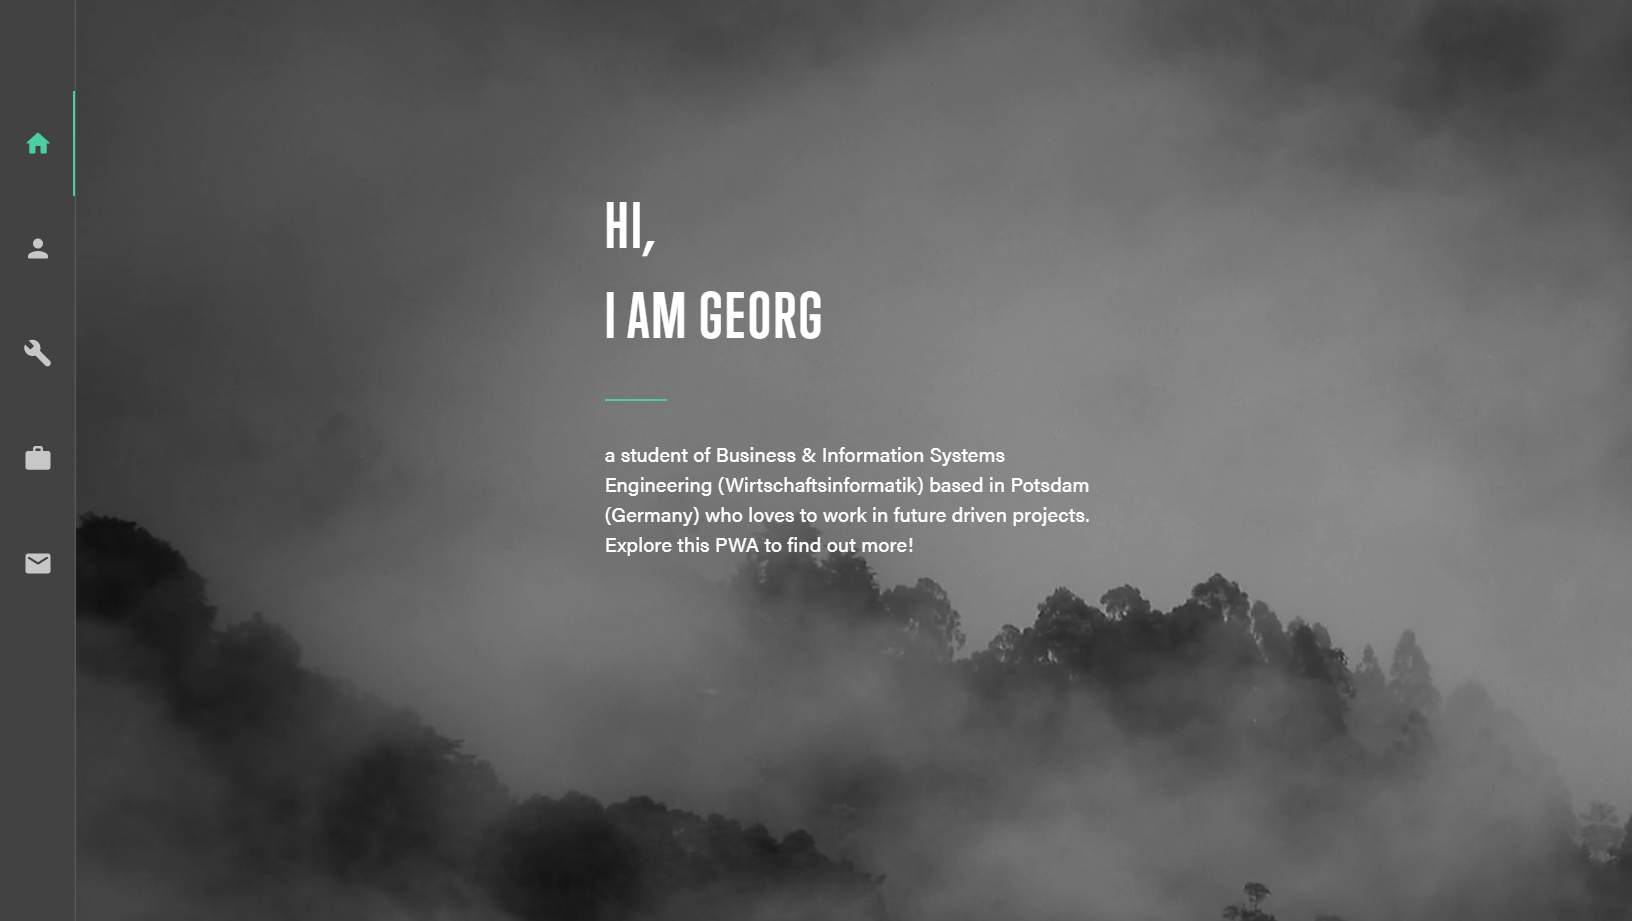 HI,
I AM GEORG
a student of Business & Information Systems
Engineering (Wirtschaftsinformatik) based in Potsdam
(Germany) who loves to work in future driven projects.
Explore this PWA to find out more!